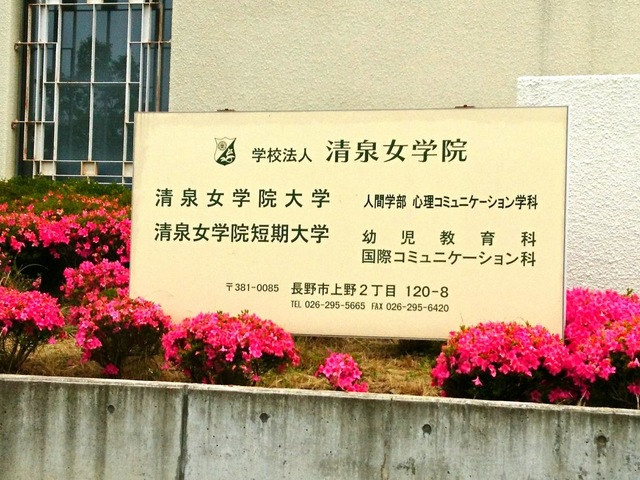 学校法人 清泉女学院
清泉女学院大学 人間学部 心理コミュニケーション学科
清泉女学院短期大学 幼児教育科
国際コミュニケーション科
〒381-0085 長野市上野2丁目 120-8
TEL 026-295-5665 FAX 026-295-6420